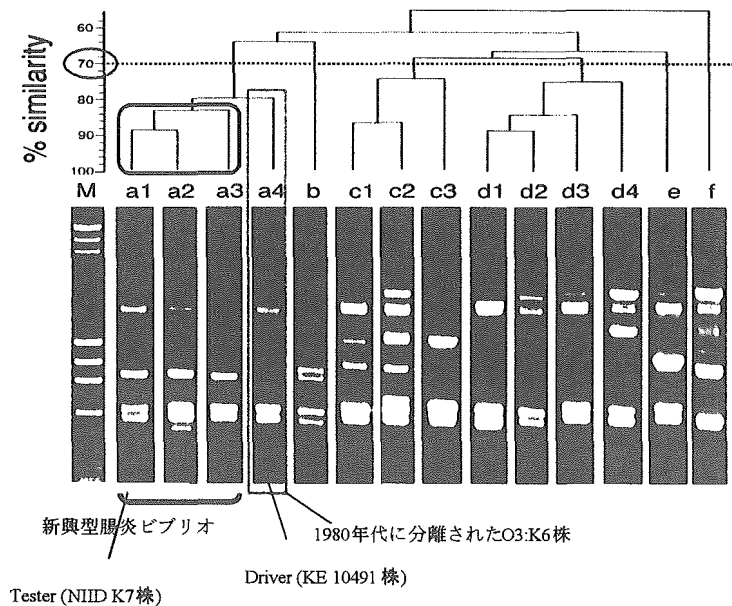 % similarity
60
70
80
90
100
M a1 a2 a3 a4 b c1 c2 c3 d1 d2 d3 d4 e f
新興型腸炎ビブリオ
1980年代に分離されたO3:K6株
Driver (KE 10491 株)
Tester (NIID K7株)